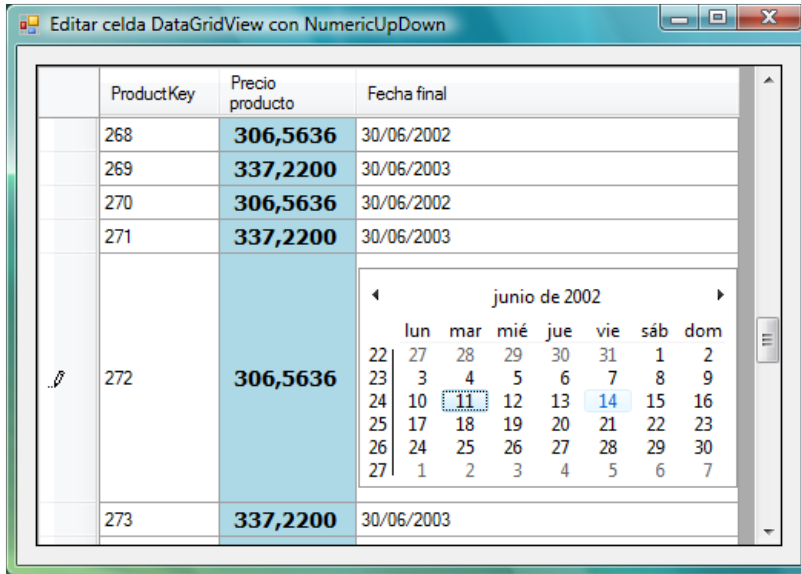 Editar celda DataGridView con NumericUpDown
ProductKey Precio producto Fecha final
268 306,5636 30/06/2002
269 337,2200 30/06/2003
270 306,5636 30/06/2002
271 337,2200 30/06/2003
272 306,5636
junio de 2002
lun mar mié jue vie sáb dom
22 27 28 29 30 31 1 2
23 3 4 5 6 7 8 9
24 10 11 12 13 14 15 16
25 17 18 19 20 21 22 23
26 24 25 26 27 28 29 30
27 1 2 3 4 5 6 7
273 337,2200 30/06/2003